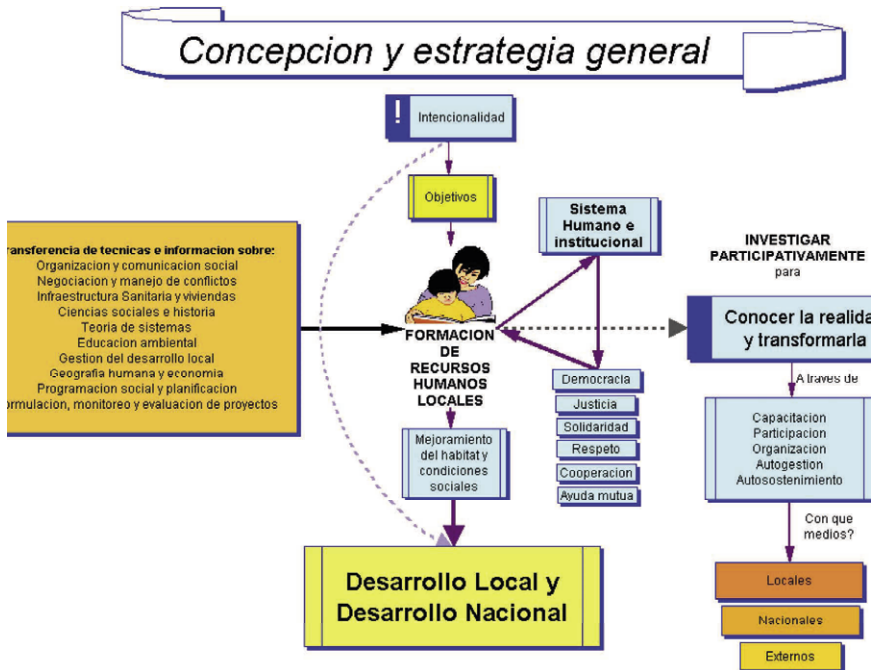 Concepcion y estrategia general
!
Intencionalidad
Objetivos
ransferencia de tecnicas e informacion sobre:
Organizacion y comunicacion social
Negociacion y manejo de conflictos
Infraestructura Sanitaria y viviendas
Ciencias sociales e historia
Teoria de sistemas
Educacion ambiental
Gestion del desarrollo local
Geografia humana y economia
Programacion social y planificacion
ormulacion, monitoreo y evaluacion de proyectos
FORMACION
DE
RECURSOS
HUMANOS
LOCALES
Mejoramiento
del habitat y
condiciones
sociales
Desarrollo Local y
Desarrollo Nacional
Sistema
Humano e
institucional
Democracia
Justicia
Solidaridad
Respeto
Cooperacion
Ayuda mutua
INVESTIGAR
PARTICIPATIVAMENTE
para
Conocer la realida
y transformarla
A traves de
Capacitacion
Participacion
Organizacion
Autogestion
Autosostenimiento
Con que
medios?
Locales
Nacionales
Externos